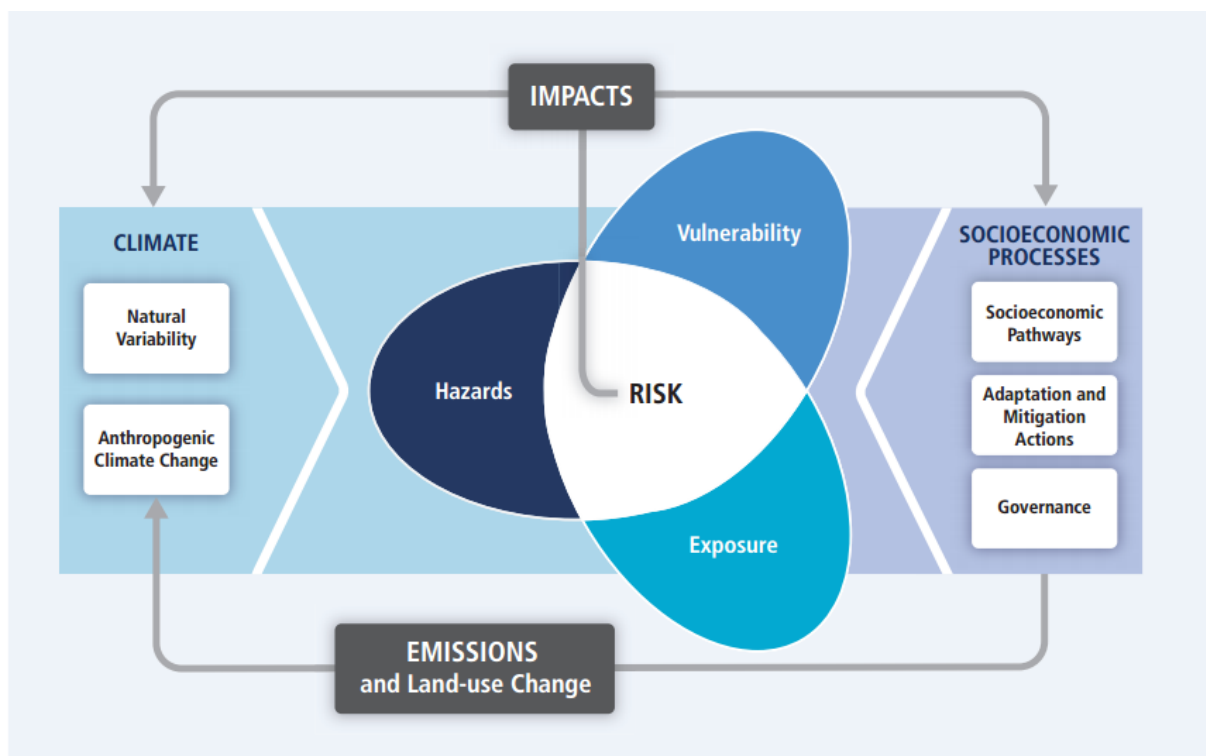 IMPACTS
CLIMATE
Natural
Variability
Anthropogenic
Climate Change
Vulnerability
Hazards
RISK
Exposure
SOCIOECONOMIC
PROCESSES
Socioeconomic
Pathways
Adaptation and
Mitigation
Actions
Governance
EMISSIONS
and Land-use Change